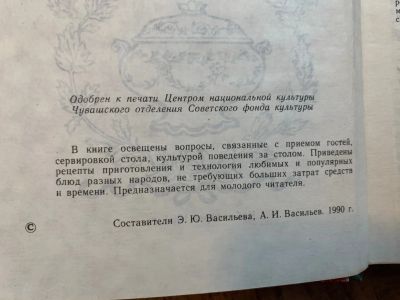 Одобрен к печати Центром национальной культуры
Чувашского отделения Советского фонда культуры
В книге освещены вопросы, связанные с приемом гостей,
сервировкой стола, культурой поведения за столом. Приведены
рецепты приготовления и технология любимых и популярных
блюд разных народов, не требующих больших затрат средств
и времени. Предназначается для молодого читателя.
© Составители Э. Ю. Васильева, А. И. Васильев. 1990 г.